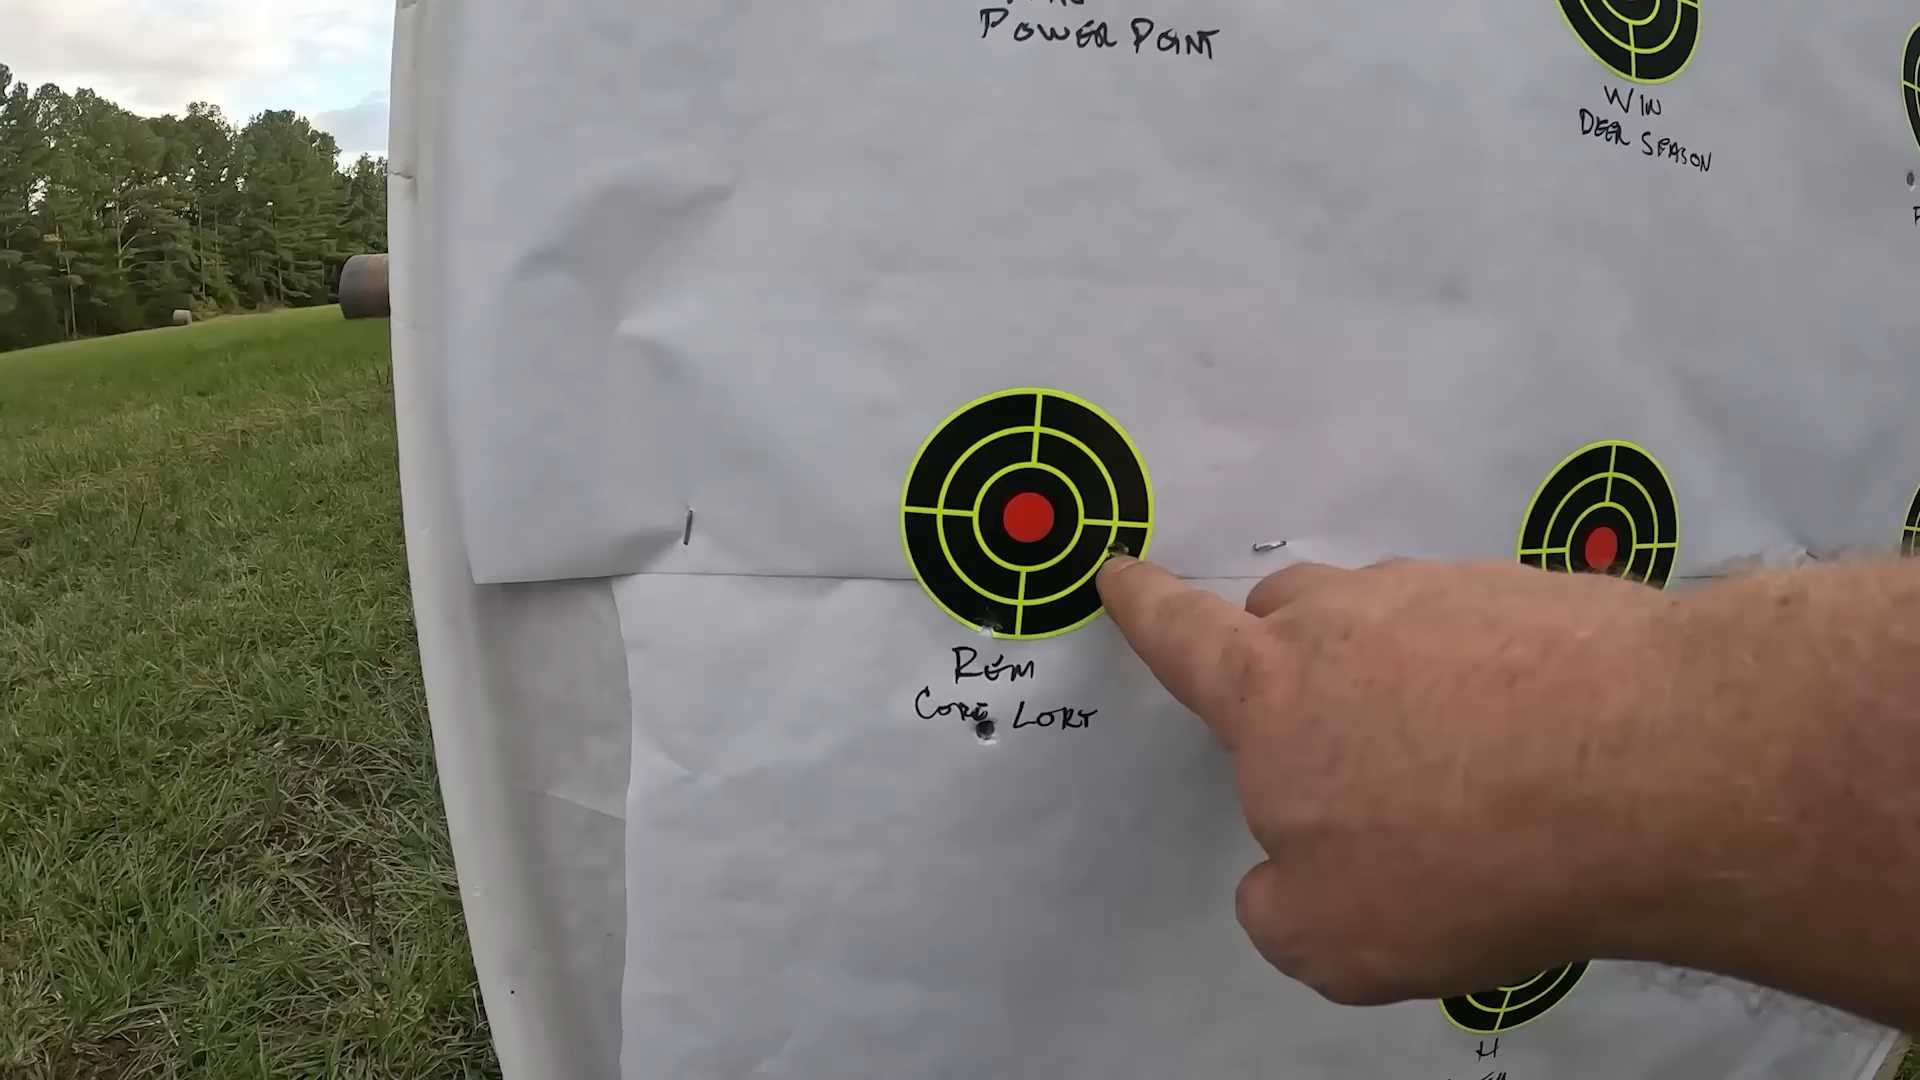 POWER POINT
WIN
DEER SEASON
REM
CORE LOKT
H